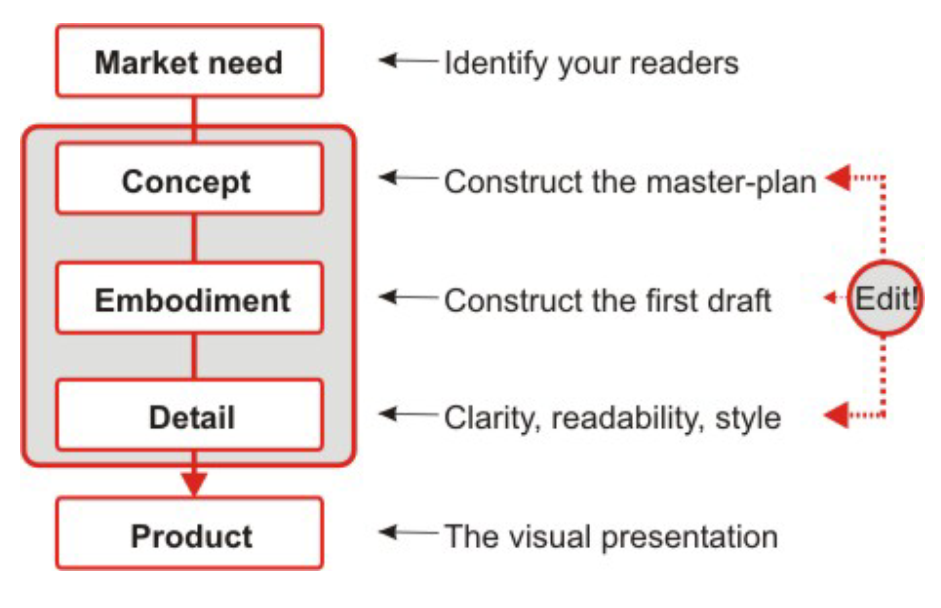 Market need
Identify your readers
Concept
Construct the master-plan
Embodiment
Construct the first draft
Edit!
Detail
Clarity, readability, style
Product
The visual presentation